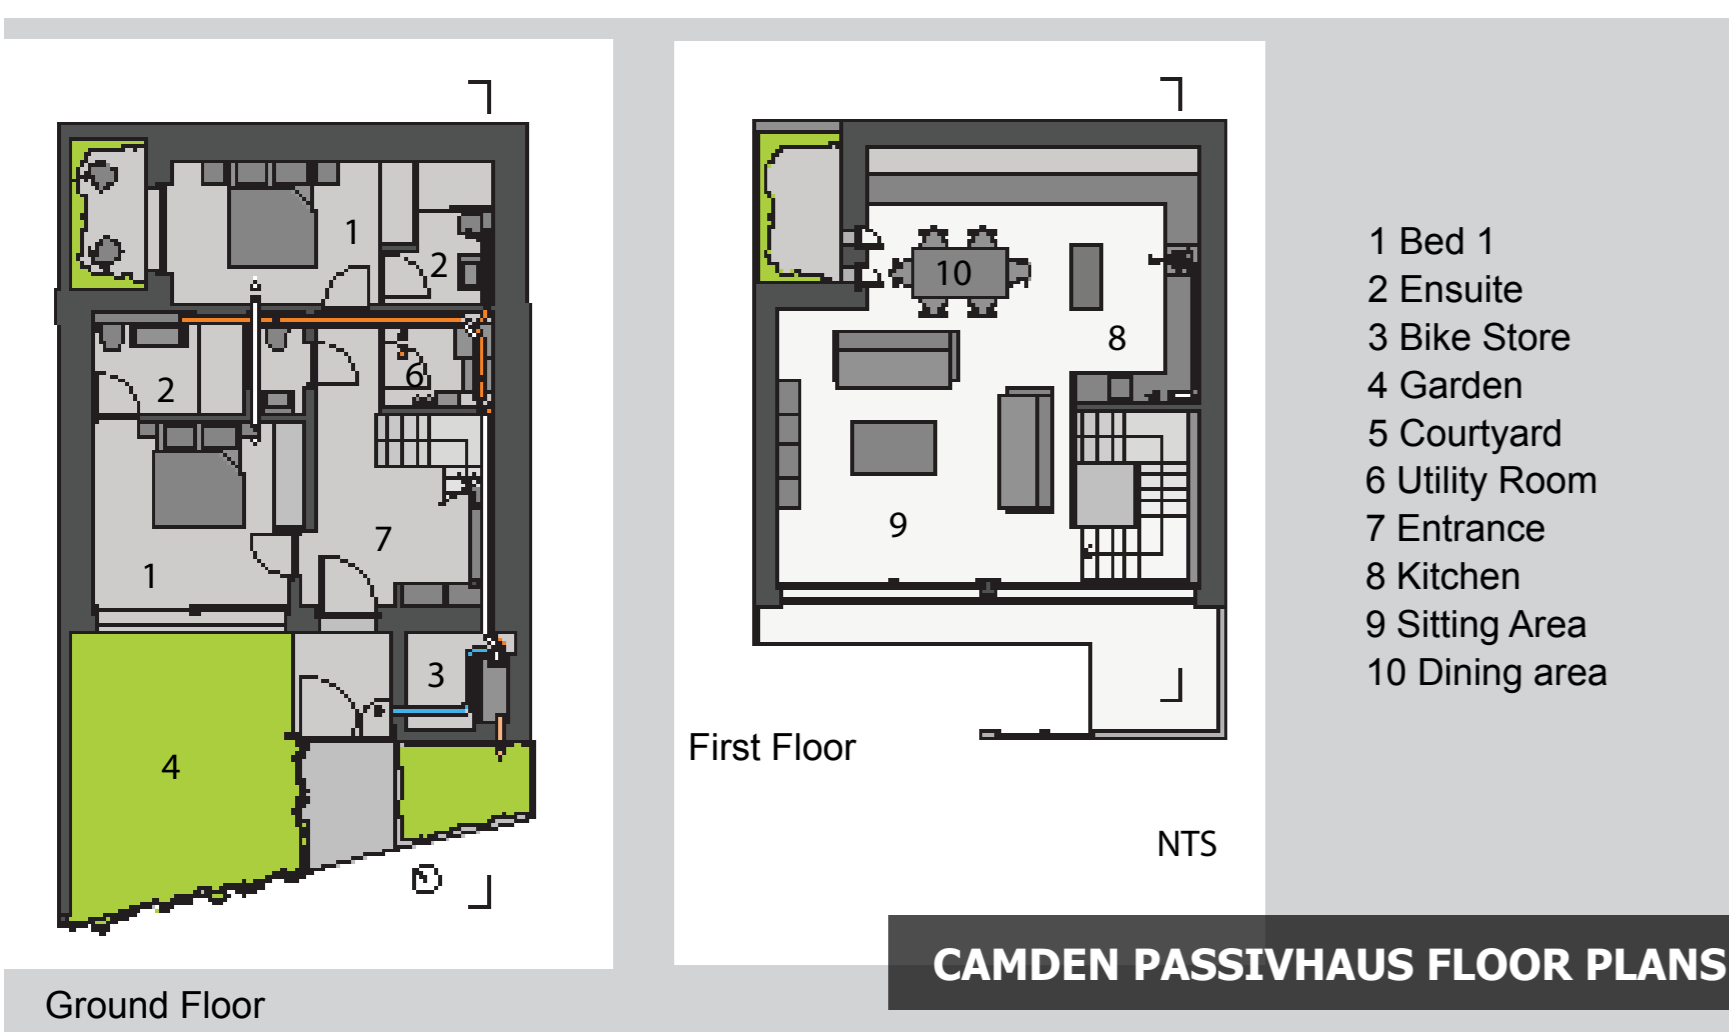 1
2
2
6
7
1
3
4
Ground Floor
10
8
9
First Floor
NTS
1 Bed 1
2 Ensuite
3 Bike Store
4 Garden
5 Courtyard
6 Utility Room
7 Entrance
8 Kitchen
9 Sitting Area
10 Dining area
CAMDEN PASSIVHAUS FLOOR PLANS